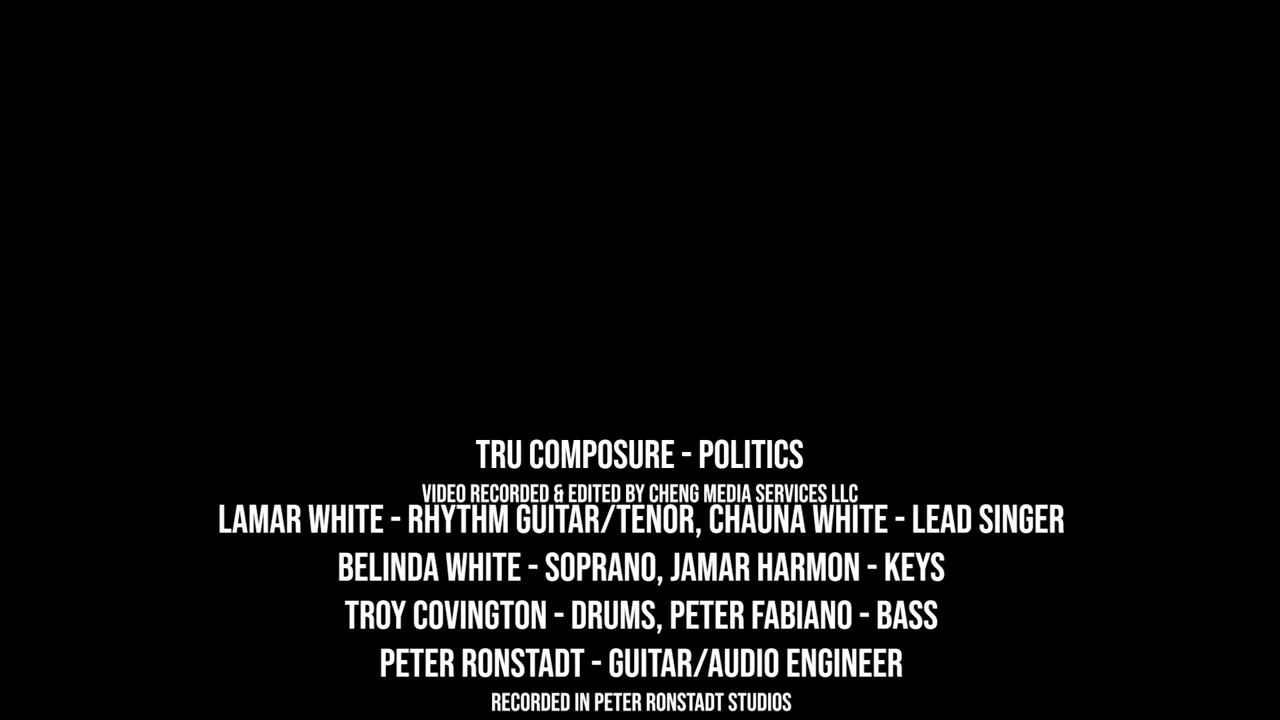 TRU COMPOSURE - POLITICS
VIDEO RECORDED & EDITED BY CHENG MEDIA SERVICES LLC
LAMAR WHITE - RHYTHM GUITAR/TENOR, CHAUNA WHITE - LEAD SINGER
BELINDA WHITE - SOPRANO, JAMAR HARMON - KEYS
TROY COVINGTON - DRUMS, PETER FABIANO - BASS
PETER RONSTADT - GUITAR/AUDIO ENGINEER
RECORDED IN PETER RONSTADT STUDIOS